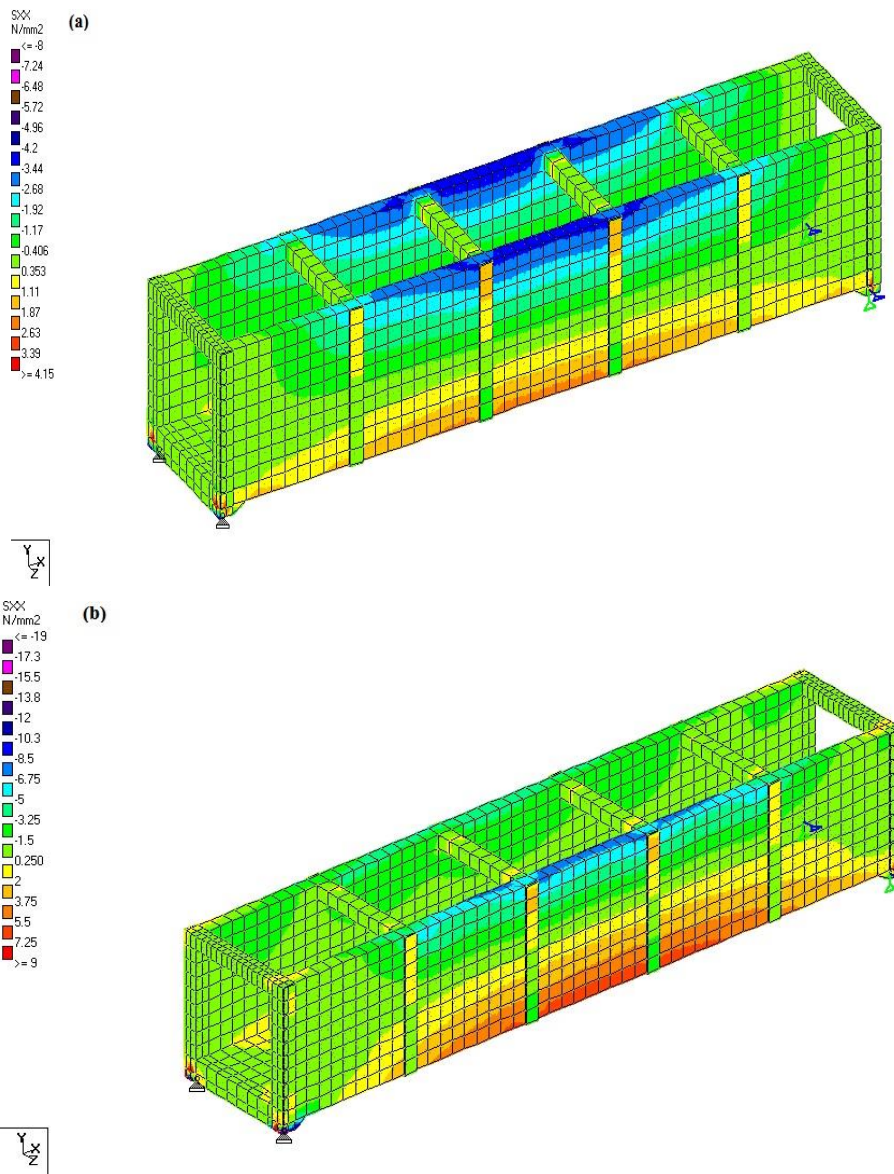 SXX
N/mm2
(a)
<= -8
-7.24
-6.48
-5.72
-4.96
-4.2
-3.44
-2.68
-1.92
-1.17
-0.406
0.353
1.11
1.87
2.63
3.39
>= 4.15
Y
X
Z
SXX
N/mm2
(b)
<= -19
-17.3
-15.5
-13.8
-12
-10.3
-8.5
-6.75
-5
-3.25
-1.5
0.250
2
3.75
5.5
7.25
>= 9
Y
X
Z